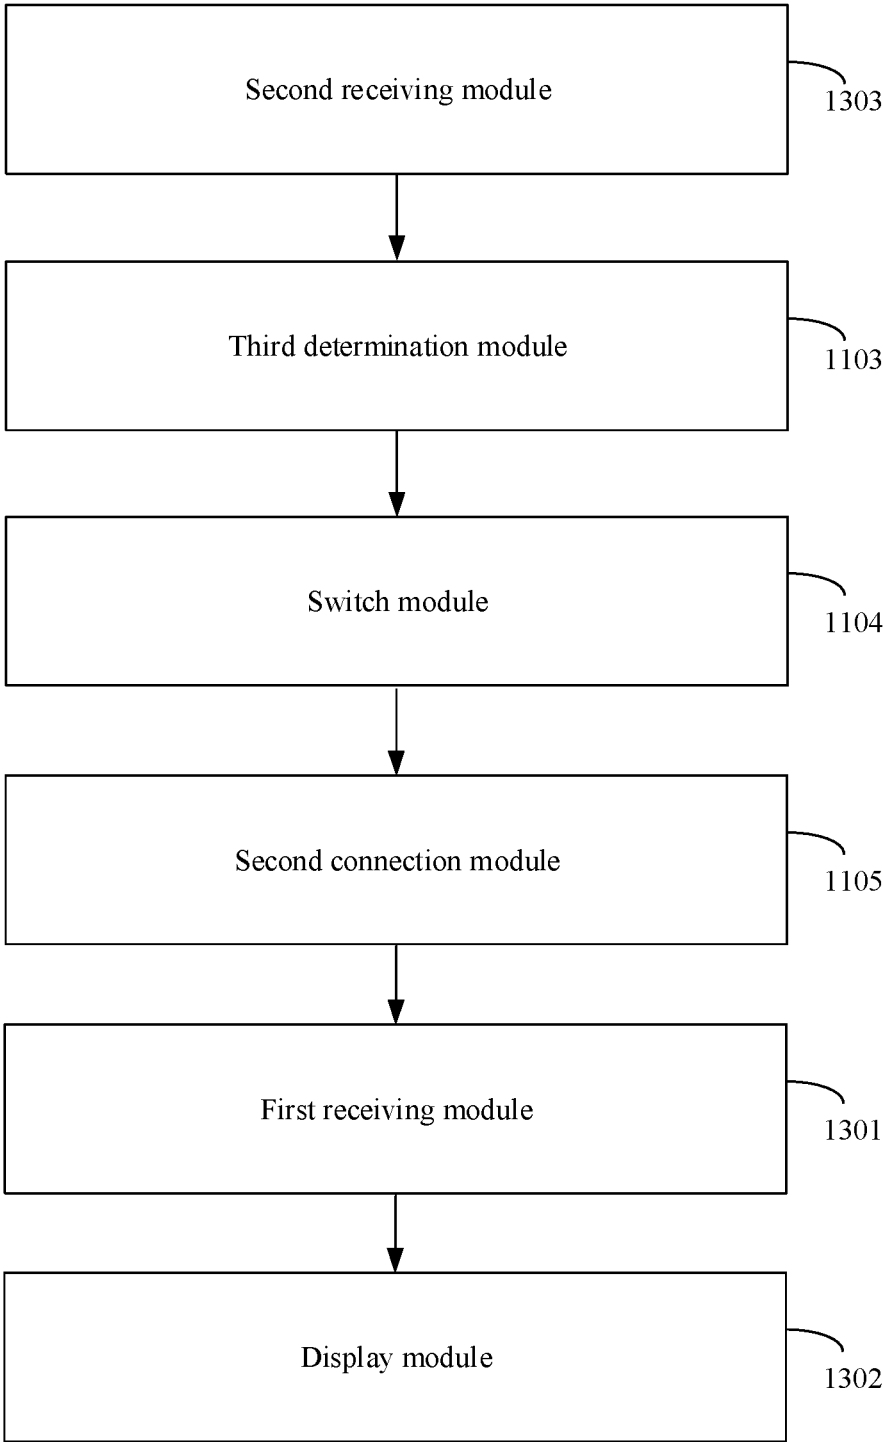 Second receiving module
1303
Third determination module
1103
Switch module
1104
Second connection module
1105
First receiving module
1301
Display module
1302